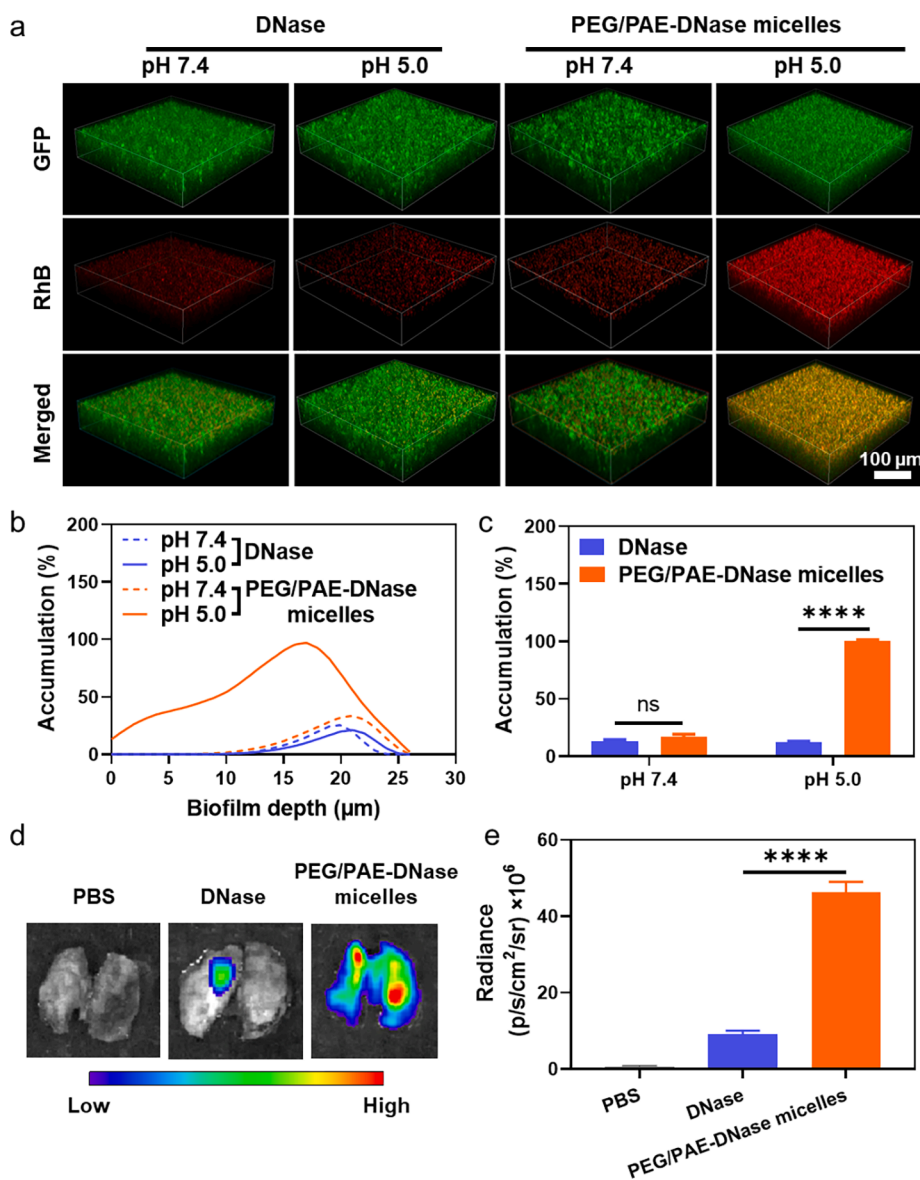 a
DNase
PEG/PAE-DNase micelles
pH 7.4
pH 5.0
pH 7.4
pH 5.0
GFP
RhB
Merged
100 µm
b
200
150
100
50
0
Accumulation (%)
pH 7.4
pH 5.0
DNase
pH 7.4
pH 5.0
PEG/PAE-DNase
micelles
0 5 10 15 20 25 30
Biofilm depth (µm)
c
200
150
100
50
0
Accumulation (%)
DNase
PEG/PAE-DNase micelles
ns
****
pH 7.4
pH 5.0
d
PBS
DNase
PEG/PAE-DNase
micelles
Low
High
e
60
40
20
0
Radiance
(p/s/cm²/sr) ×10⁶
****
PBS
DNase
PEG/PAE-DNase micelles